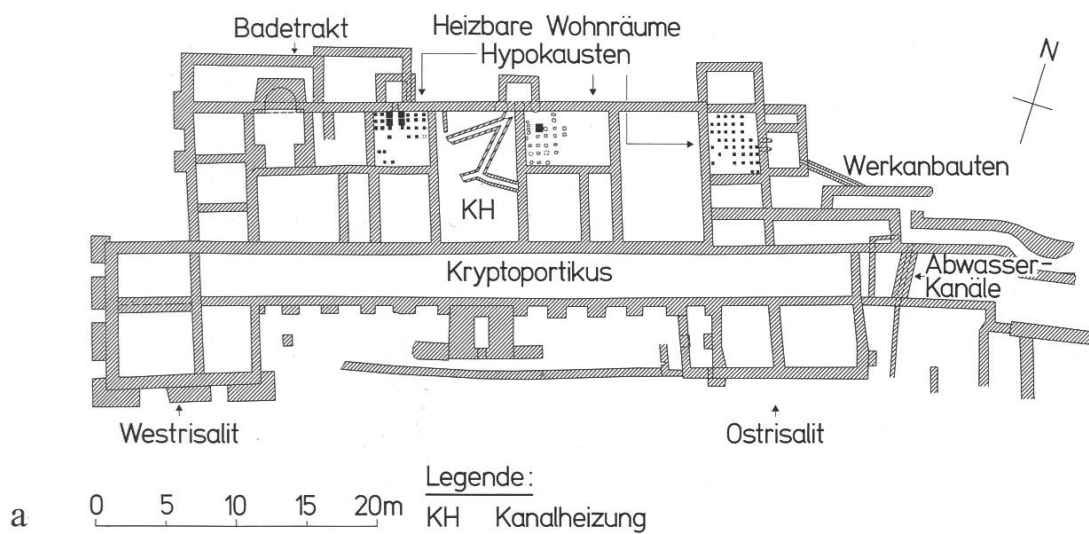 Badetrakt
Heizbare Wohnräume
Hypokausten
N
Werkanbauten
KH
Kryptoportikus
Abwasser-
Kanäle
Westrisalit
Ostrisalit
Legende:
a
0 5 10 15 20m
KH Kanalheizung